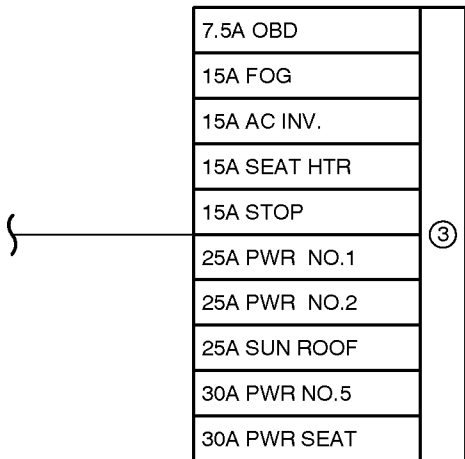 7.5A OBD
15A FOG
15A AC INV.
15A SEAT HTR
15A STOP
25A PWR NO.1
25A PWR NO.2
25A SUN ROOF
30A PWR NO.5
30A PWR SEAT
③